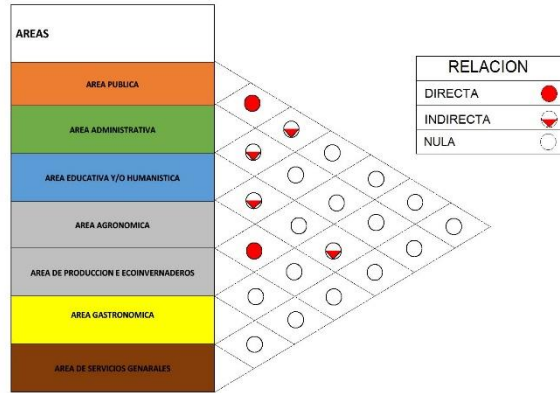 AREAS
AREA PUBLICA
AREA ADMINISTRATIVA
AREA EDUCATIVA Y/O HUMANISTICA
AREA AGRONOMICA
AREA DE PRODUCCION E ECOINVERNADEROS
AREA GASTRONOMICA
AREA DE SERVICIOS GENARALES
RELACION
DIRECTA
INDIRECTA
NULA